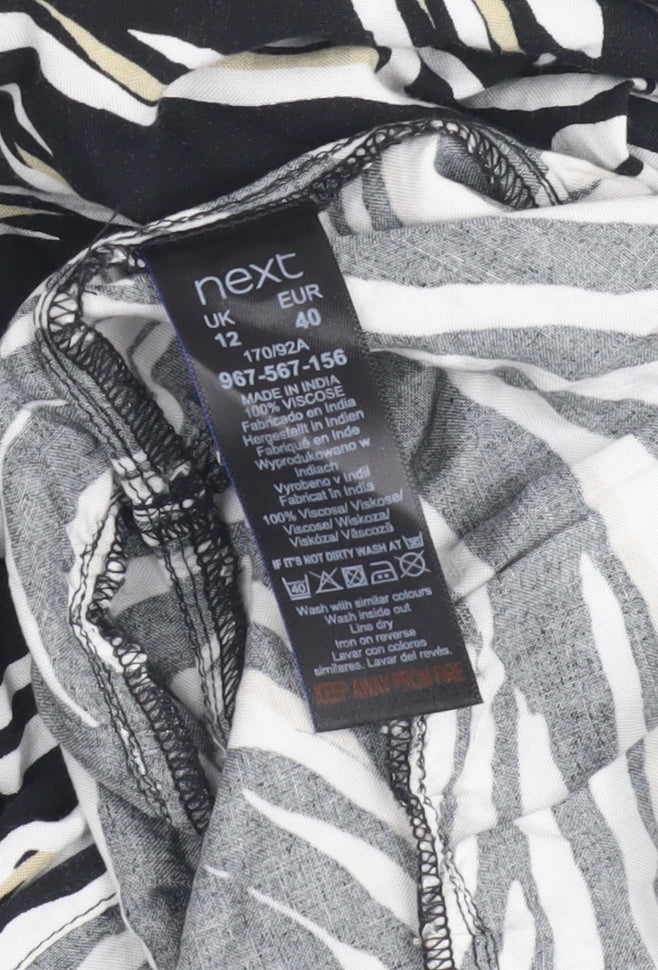 next
UK EUR
12 40
170/92A
967-567-156
MADE IN INDIA
100% VISCOSE
Fabricado en India
Hergestellt in Indien
Fabriqué en Inde
Wyprodukowano w
Indiach
Vyrobeno v Indii
Fabricat în India
100% Viscosa/ Viskose/
Viscose/ Wiskoza/
Viskóza/ Vâscoză
IF IT'S NOT DIRTY WASH AT
40
Wash with similar colours
Wash inside out
Line dry
Iron on reverse
Lavar con colores
similares. Lavar del revés.
KEEP AWAY FROM FIRE